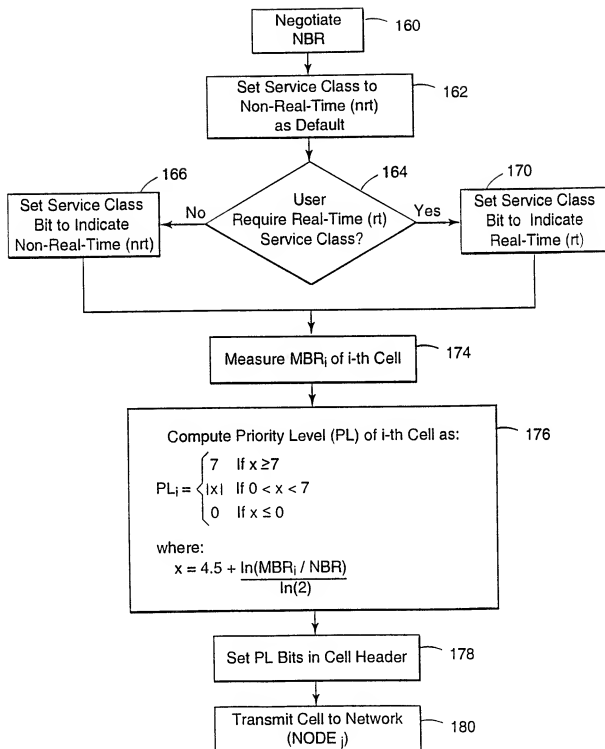 Negotiate
NBR
160
Set Service Class to
Non-Real-Time (nrt)
as Default
162
164
166
170
User
Require Real-Time (rt)
Service Class?
No
Yes
Set Service Class
Bit to Indicate
Non-Real-Time (nrt)
Set Service Class
Bit to Indicate
Real-Time (rt)
Measure MBRi of i-th Cell
174
Compute Priority Level (PL) of i-th Cell as:
176
7 If x ≥7
PLi = { |x| If 0 < x < 7
0 If x ≤ 0
where:
x = 4.5 + ln(MBRi / NBR)
ln(2)
Set PL Bits in Cell Header
178
Transmit Cell to Network
(NODE j)
180